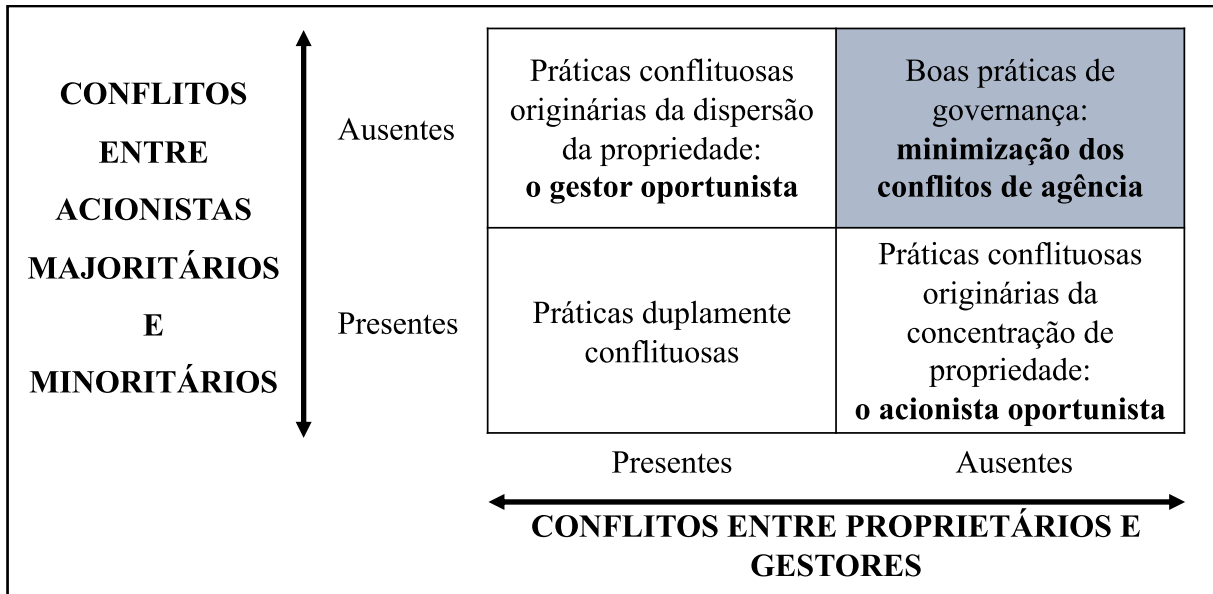 CONFLITOS
ENTRE
ACIONISTAS
MAJORITÁRIOS
E
MINORITÁRIOS
Ausentes
Práticas conflituosas
originárias da dispersão
da propriedade:
o gestor oportunista
Boas práticas de
governança:
minimização dos
conflitos de agência
Presentes
Práticas duplamente
conflituosas
Práticas conflituosas
originárias da
concentração de
propriedade:
o acionista oportunista
Presentes
Ausentes
CONFLITOS ENTRE PROPRIETÁRIOS E
GESTORES